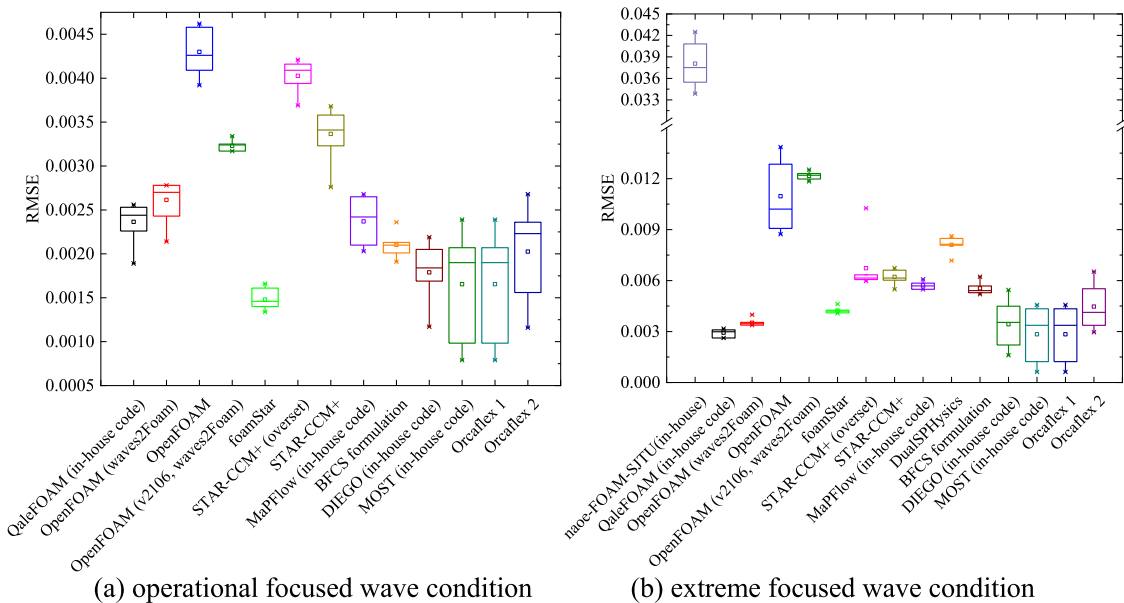 0.0045
0.0040
0.0035
0.0030
0.0025
0.0020
0.0015
0.0010
0.0005
RMSE
(a)
QaleFOAM (in-house code)
OpenFOAM (waves2Foam)
OpenFOAM
OpenFOAM (v2106, waves2Foam)
foamStar
STAR-CCM+ (overset)
STAR-CCM+
MaPFlow (in-house code)
BFCS formulation
DIEGO (in-house code)
MOST (in-house code)
Orcaflex 1
Orcaflex 2
(a) operational focused wave condition
0.045
0.042
0.039
0.036
0.033
0.012
0.009
0.006
0.003
0.000
RMSE
(b)
naoe-FOAM-SJTU(in-house)
QaleFOAM (in-house code)
OpenFOAM (waves2Foam)
OpenFOAM
OpenFOAM (v2106, waves2Foam)
foamStar
STAR-CCM+ (overset)
STAR-CCM+
MaPFlow (in-house code)
DualSPHysics
BFCS formulation
DIEGO (in-house code)
MOST (in-house code)
Orcaflex 1
Orcaflex 2
(b) extreme focused wave condition